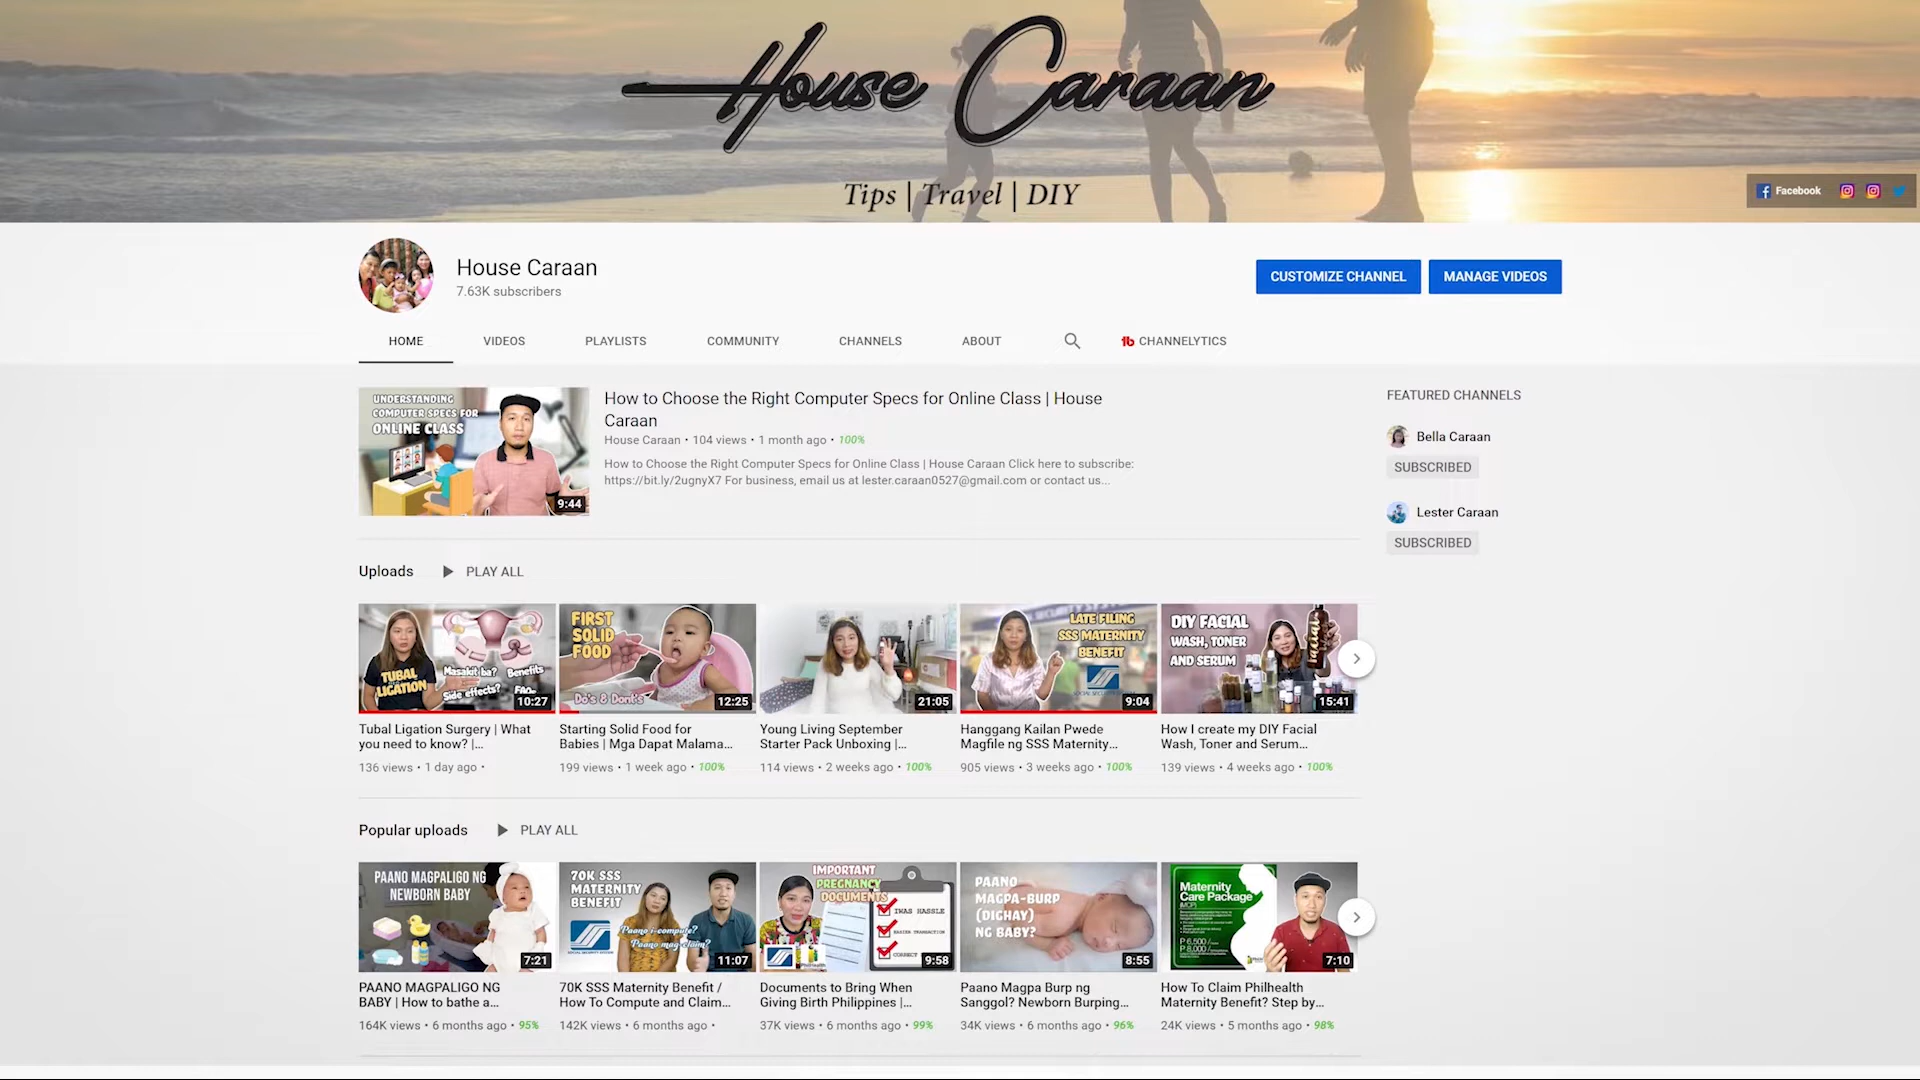 House Caraan
Tips | Travel | DIY
Facebook
House Caraan
7.63K subscribers
CUSTOMIZE CHANNEL
MANAGE VIDEOS
HOME
VIDEOS
PLAYLISTS
COMMUNITY
CHANNELS
ABOUT
CHANNELYTICS
UNDERSTANDING
COMPUTER SPECS FOR
ONLINE CLASS
9:44
How to Choose the Right Computer Specs for Online Class | House
Caraan
House Caraan • 104 views • 1 month ago • 100%
How to Choose the Right Computer Specs for Online Class | House Caraan Click here to subscribe:
https://bit.ly/2ugnyX7 For business, email us at lester.caraan0527@gmail.com or contact us...
FEATURED CHANNELS
Bella Caraan
SUBSCRIBED
Lester Caraan
SUBSCRIBED
Uploads
PLAY ALL
TUBAL
LIGATION
Masakit ba?
Benefits
Side effects?
FAQs
10:27
FIRST
SOLID
FOOD
Do's & Dont's
12:25
21:05
LATE FILING
SSS MATERNITY
BENEFIT
9:04
DIY FACIAL
WASH, TONER
AND SERUM
15:41
Tubal Ligation Surgery | What
you need to know? |...
136 views • 1 day ago •
Starting Solid Food for
Babies | Mga Dapat Malama...
199 views • 1 week ago • 100%
Young Living September
Starter Pack Unboxing |...
114 views • 2 weeks ago • 100%
Hanggang Kailan Pwede
Magfile ng SSS Maternity...
905 views • 3 weeks ago • 100%
How I create my DIY Facial
Wash, Toner and Serum...
139 views • 4 weeks ago • 100%
Popular uploads
PLAY ALL
PAANO MAGPALIGO NG
NEWBORN BABY
7:21
70K SSS
MATERNITY
BENEFIT
Paano i-compute?
Paano mag-claim?
SOCIAL SECURITY SYSTEM
11:07
IMPORTANT
PREGNANCY
DOCUMENTS
IWAS HASSLE
EASIER TRANSACTION
CORRECT
9:58
PAANO
MAGPA-BURP
(DIGHAY)
NG BABY?
8:55
Maternity
Care Package
(MCP)
P 6,500 /
P 8,000 /
7:10
PAANO MAGPALIGO NG
BABY | How to bathe a...
164K views • 6 months ago • 95%
70K SSS Maternity Benefit /
How To Compute and Claim...
142K views • 6 months ago •
Documents to Bring When
Giving Birth Philippines |...
37K views • 6 months ago • 99%
Paano Magpa Burp ng
Sanggol? Newborn Burping...
34K views • 6 months ago • 96%
How To Claim Philhealth
Maternity Benefit? Step by...
24K views • 5 months ago • 98%